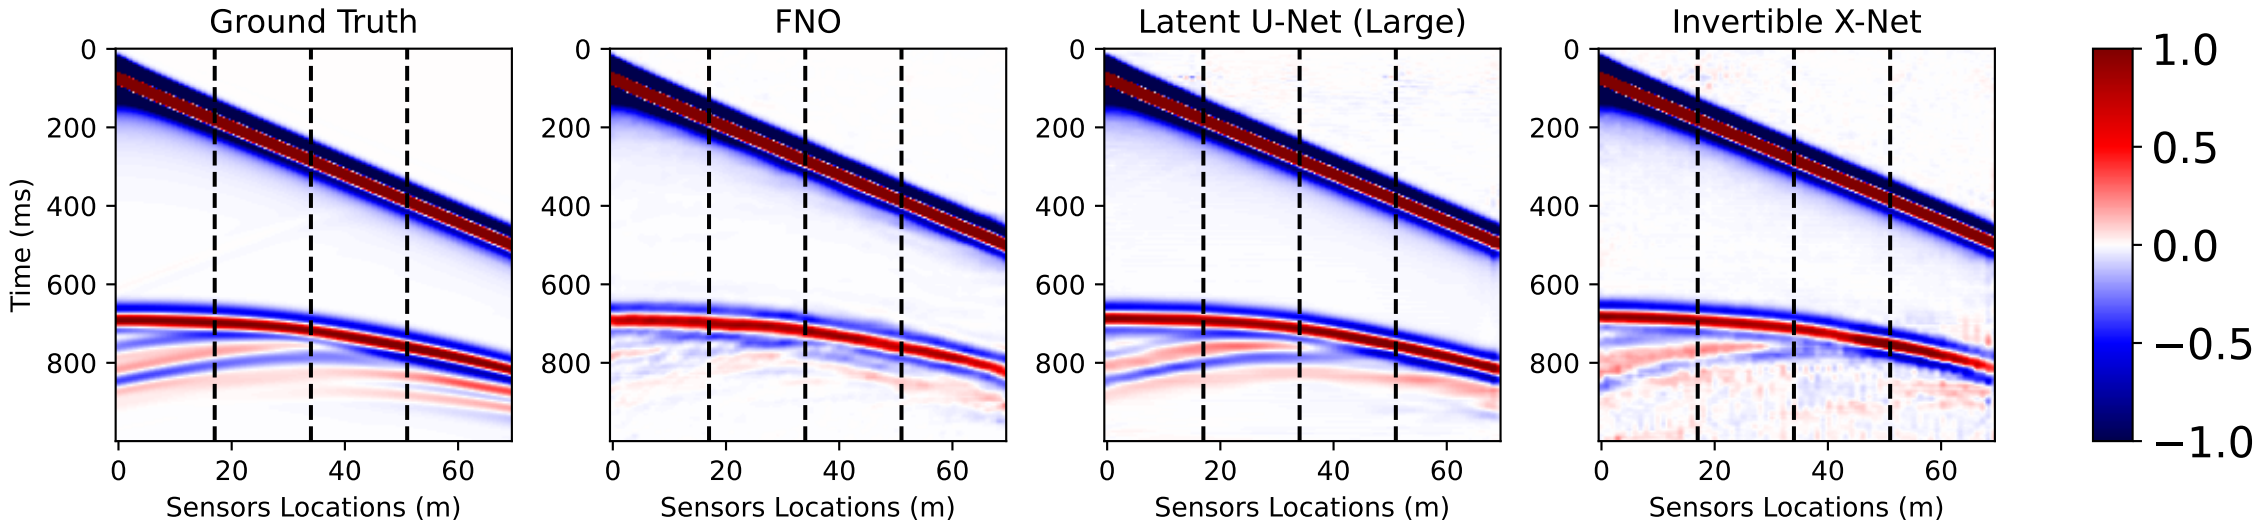 Ground Truth
FNO
Latent U-Net (Large)
Invertible X-Net
Time (ms)
0
200
400
600
800
0 20 40 60
Sensors Locations (m)
0
200
400
600
800
0 20 40 60
Sensors Locations (m)
0
200
400
600
800
0 20 40 60
Sensors Locations (m)
0
200
400
600
800
0 20 40 60
Sensors Locations (m)
1.0
0.5
0.0
−0.5
−1.0